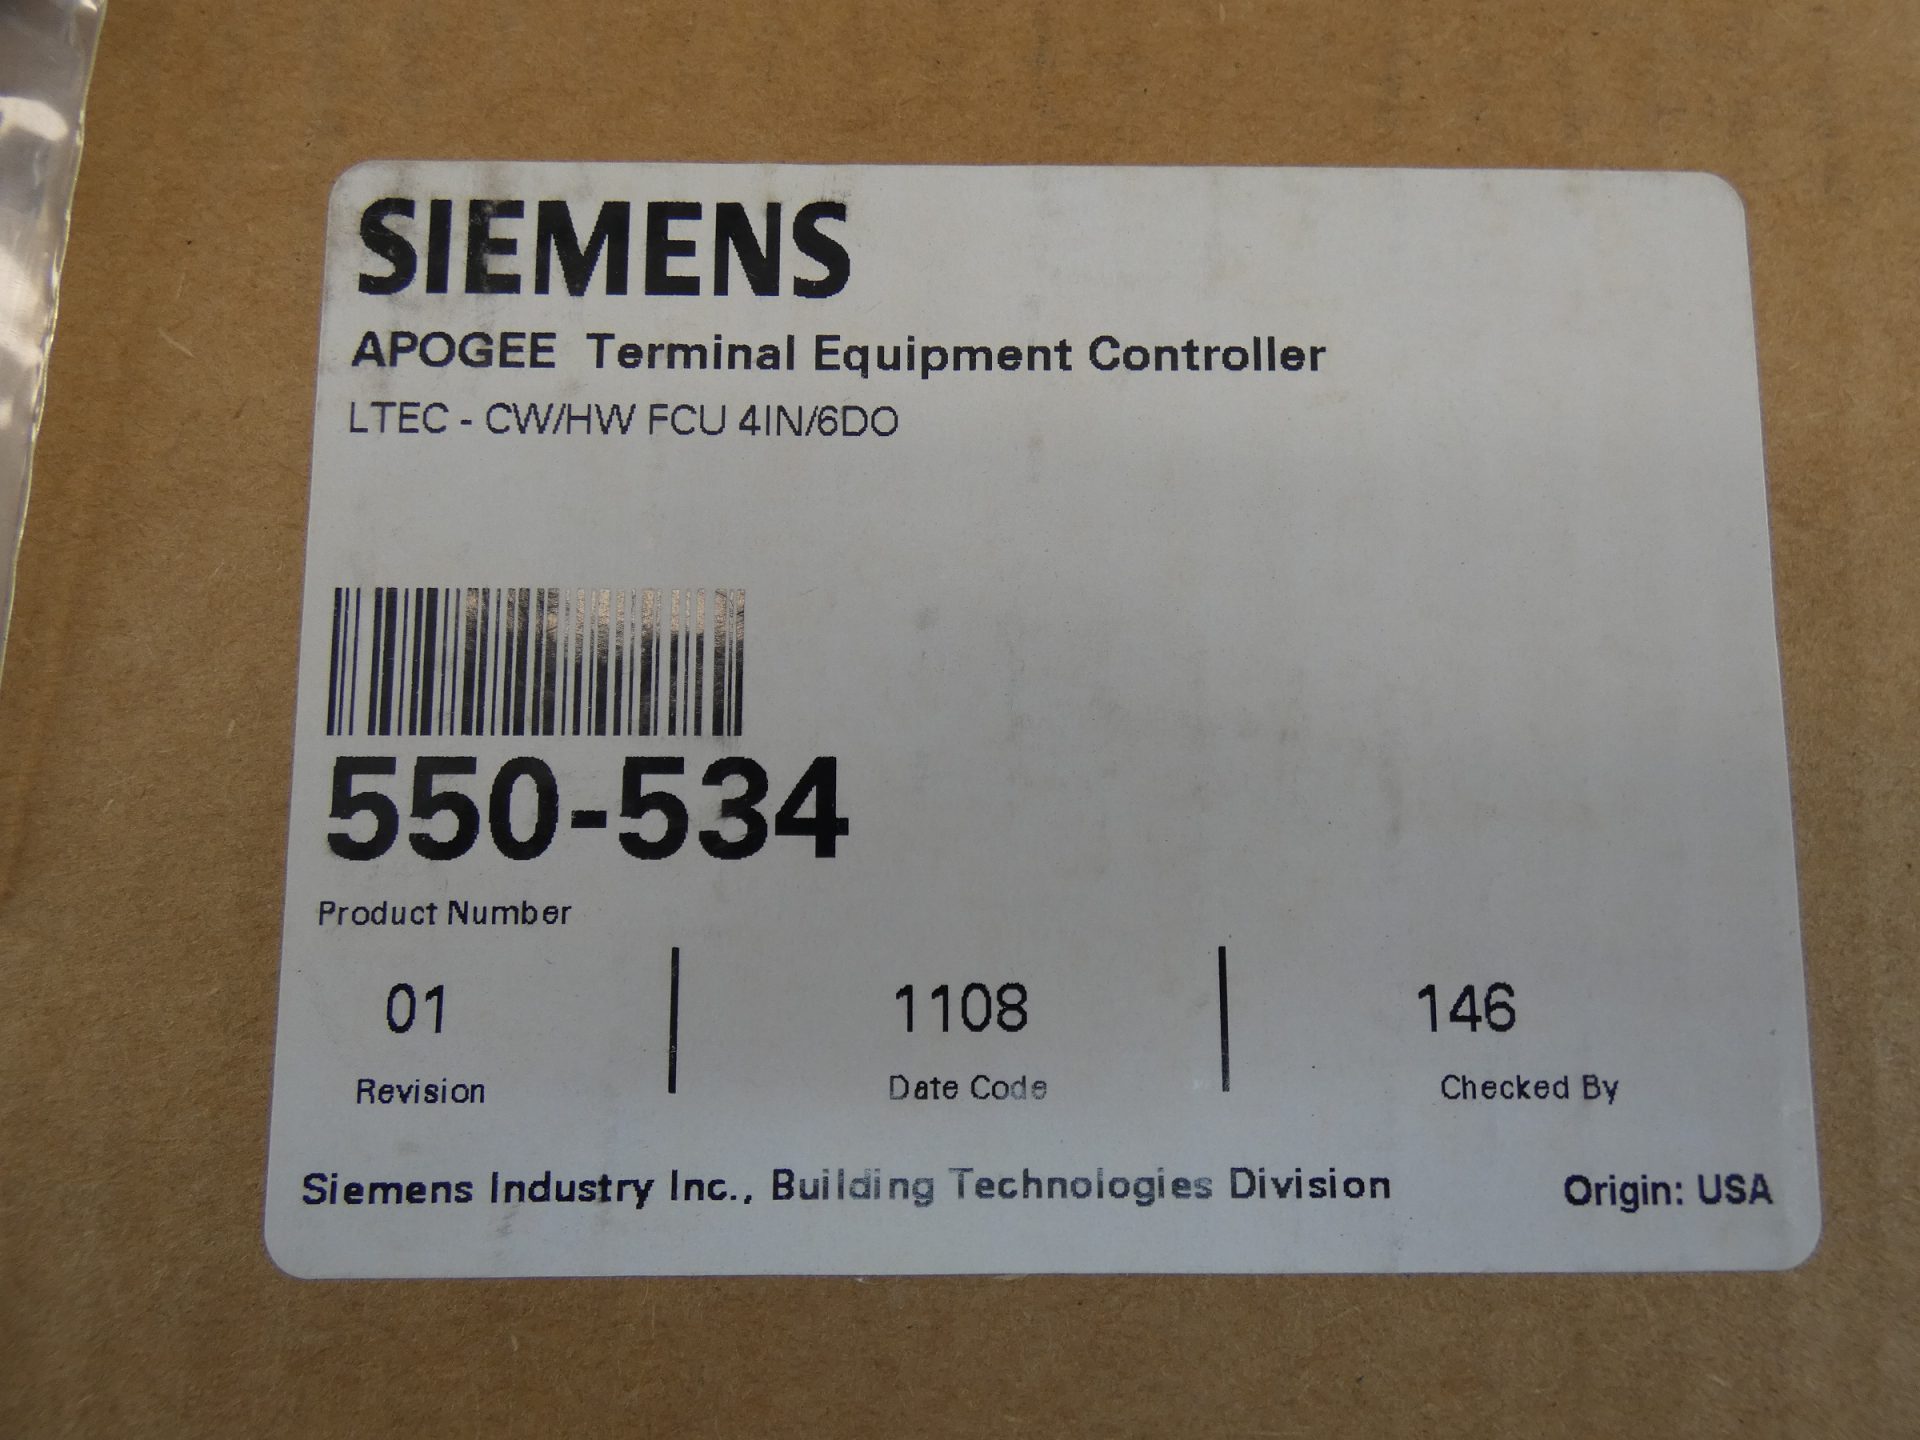 SIEMENS
APOGEE Terminal Equipment Controller
LTEC - CW/HW FCU 4IN/6DO
550-534
Product Number
01 1108 146
Revision Date Code Checked By
Siemens Industry Inc., Building Technologies Division Origin: USA